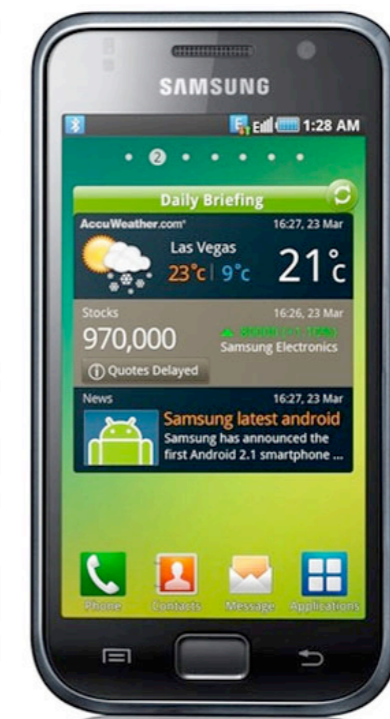 SAMSUNG
1:28 AM
2
Daily Briefing
AccuWeather.com® 16:27, 23 Mar
Las Vegas
23°c 9°c 21°c
Stocks 16:26, 23 Mar
970,000
Samsung Electronics
Quotes Delayed
News 16:27, 23 Mar
Samsung latest android
Samsung has announced the
first Android 2.1 smartphone ...
Phone Contacts Message Applications